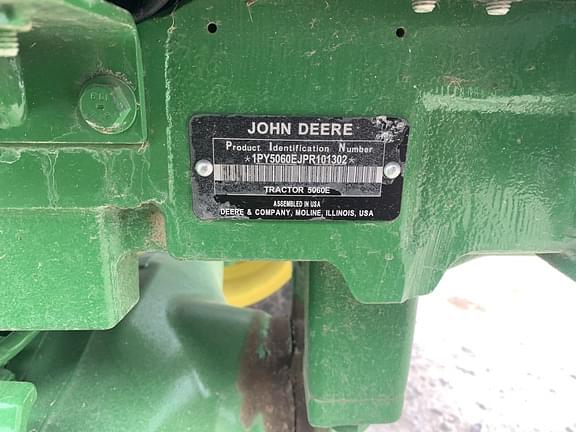 JOHN DEERE
Product Identification Number
*1PY5060EJPR101302*
TRACTOR 5060E
ASSEMBLED IN USA
DEERE & COMPANY, MOLINE, ILLINOIS, USA